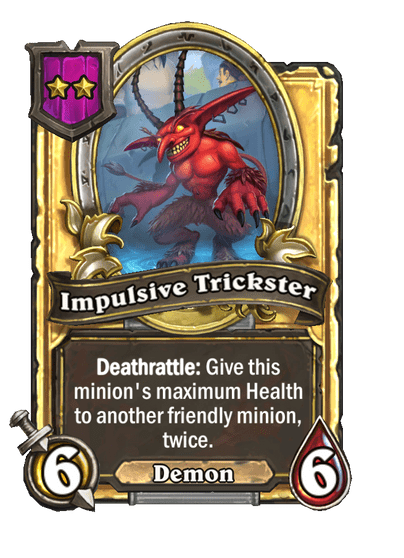 Impulsive Trickster
Deathrattle: Give this
minion's maximum Health
to another friendly minion,
twice.
6
Demon
6